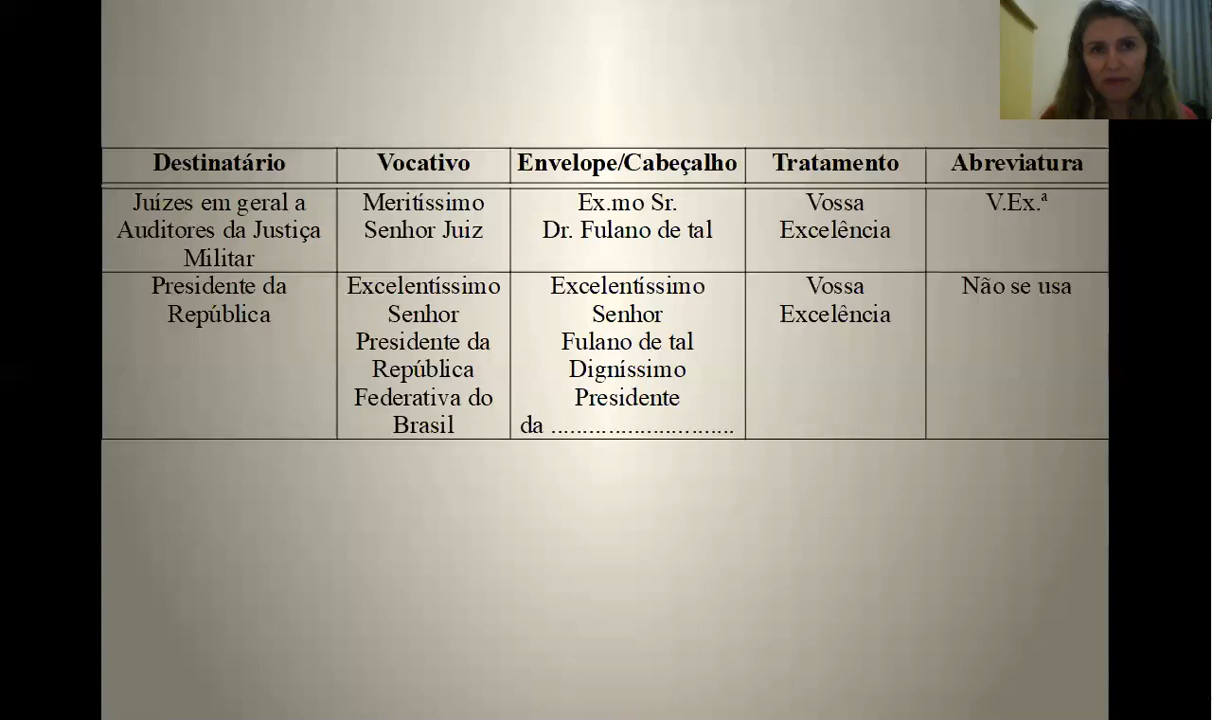 Destinatário Vocativo Envelope/Cabeçalho Tratamento Abreviatura
Juízes em geral a Meritíssimo Ex.mo Sr. Vossa V.Ex.ª
Auditores da Justiça Senhor Juiz Dr. Fulano de tal Excelência
Militar
Presidente da Excelentíssimo Excelentíssimo Vossa Não se usa
República Senhor Senhor Excelência
Presidente da Fulano de tal
República Digníssimo
Federativa do Presidente
Brasil da ............................